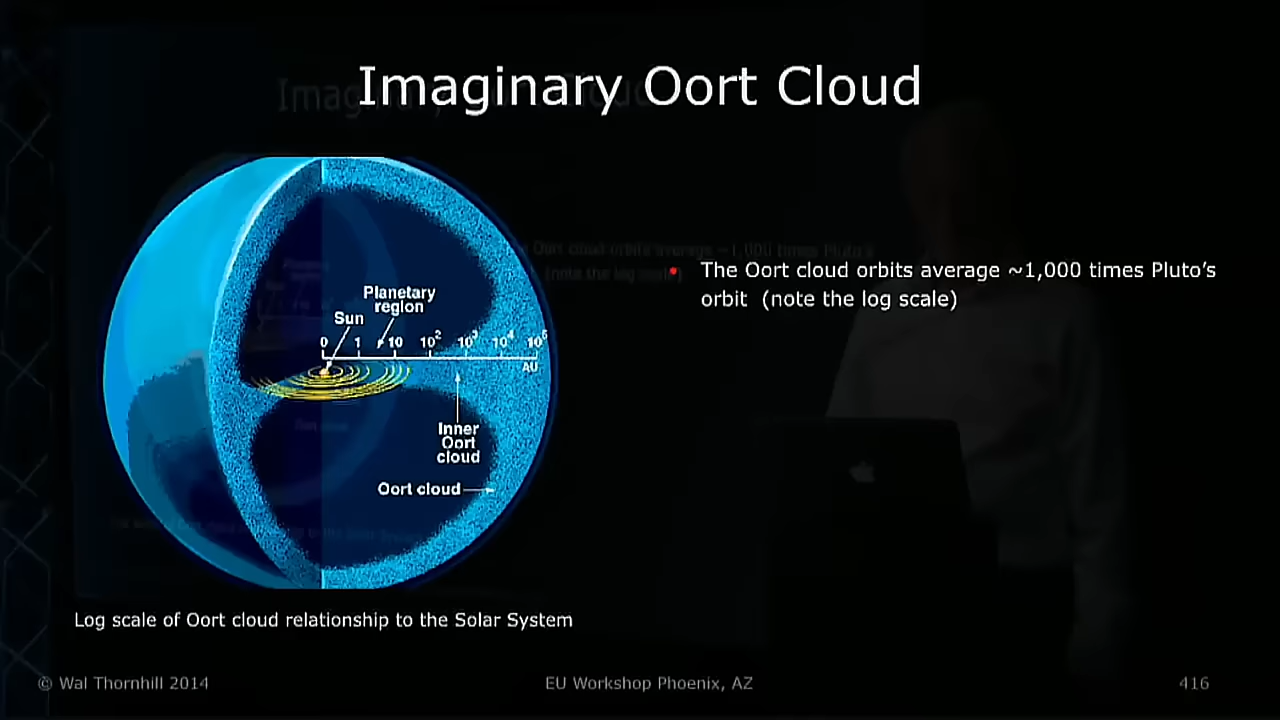 Imaginary Oort Cloud
Planetary
region
Sun
0 1 10 10² 10³ 10⁴ 10⁵
AU
Inner
Oort
cloud
Oort cloud
• The Oort cloud orbits average ~1,000 times Pluto’s
orbit (note the log scale)
Log scale of Oort cloud relationship to the Solar System
© Wal Thornhill 2014
EU Workshop Phoenix, AZ
416